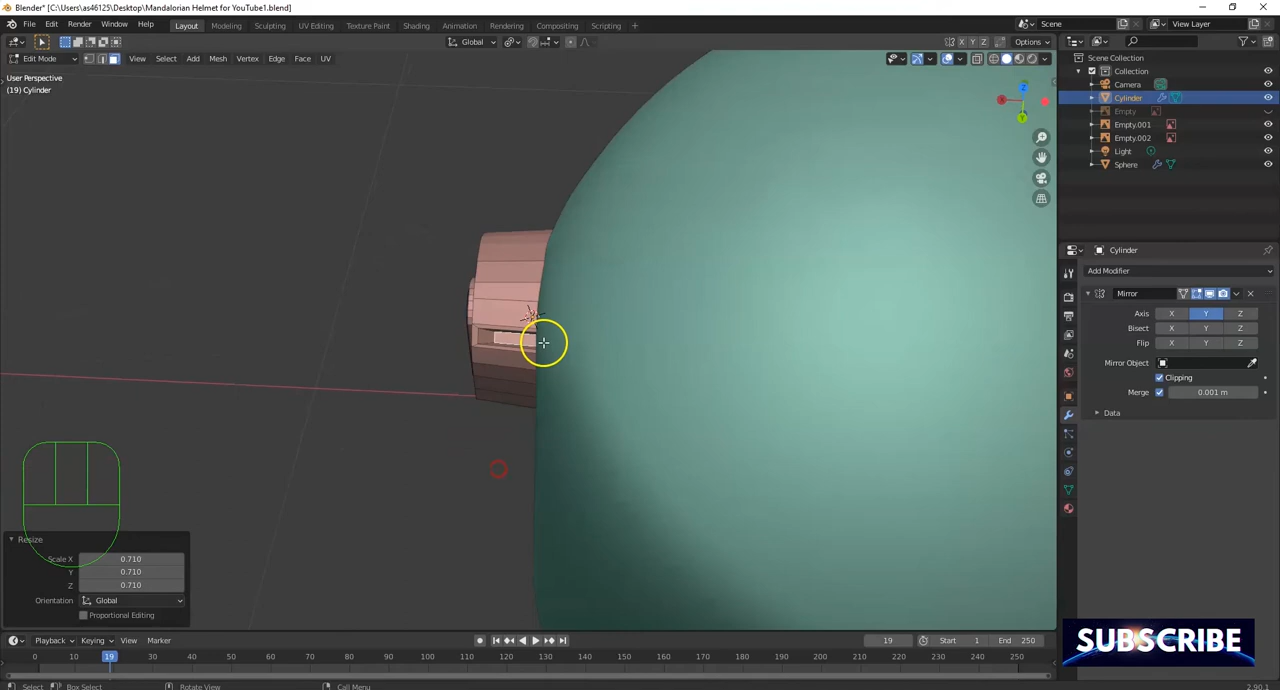 Blender* [C:\Users\as46125\Desktop\Mandalorian Helmet for YouTube1.blend]
File Edit Render Window Help Layout Modeling Sculpting UV Editing Texture Paint Shading Animation Rendering Compositing Scripting + Scene View Layer
Global X Y Z Options
Edit Mode View Select Add Mesh Vertex Edge Face UV
User Perspective
(19) Cylinder
Scene Collection
Collection
Camera
Cylinder
Empty
Empty.001
Empty.002
Light
Sphere
Cylinder
Add Modifier
Mirror
Axis X Y Z
Bisect X Y Z
Flip X Y Z
Mirror Object
Clipping
Merge 0.001 m
Data
Resize
Scale X 0.710
Y 0.710
Z 0.710
Orientation Global
Proportional Editing
SUBSCRIBE
Playback Keying View Marker 19 Start 1 End 250
0 10 19 30 40 50 60 70 80 90 100 110 120 130 140 150 160 170 180 190 200 210 220 230 240 250
Select Box Select Rotate View Call Menu 2.90.1